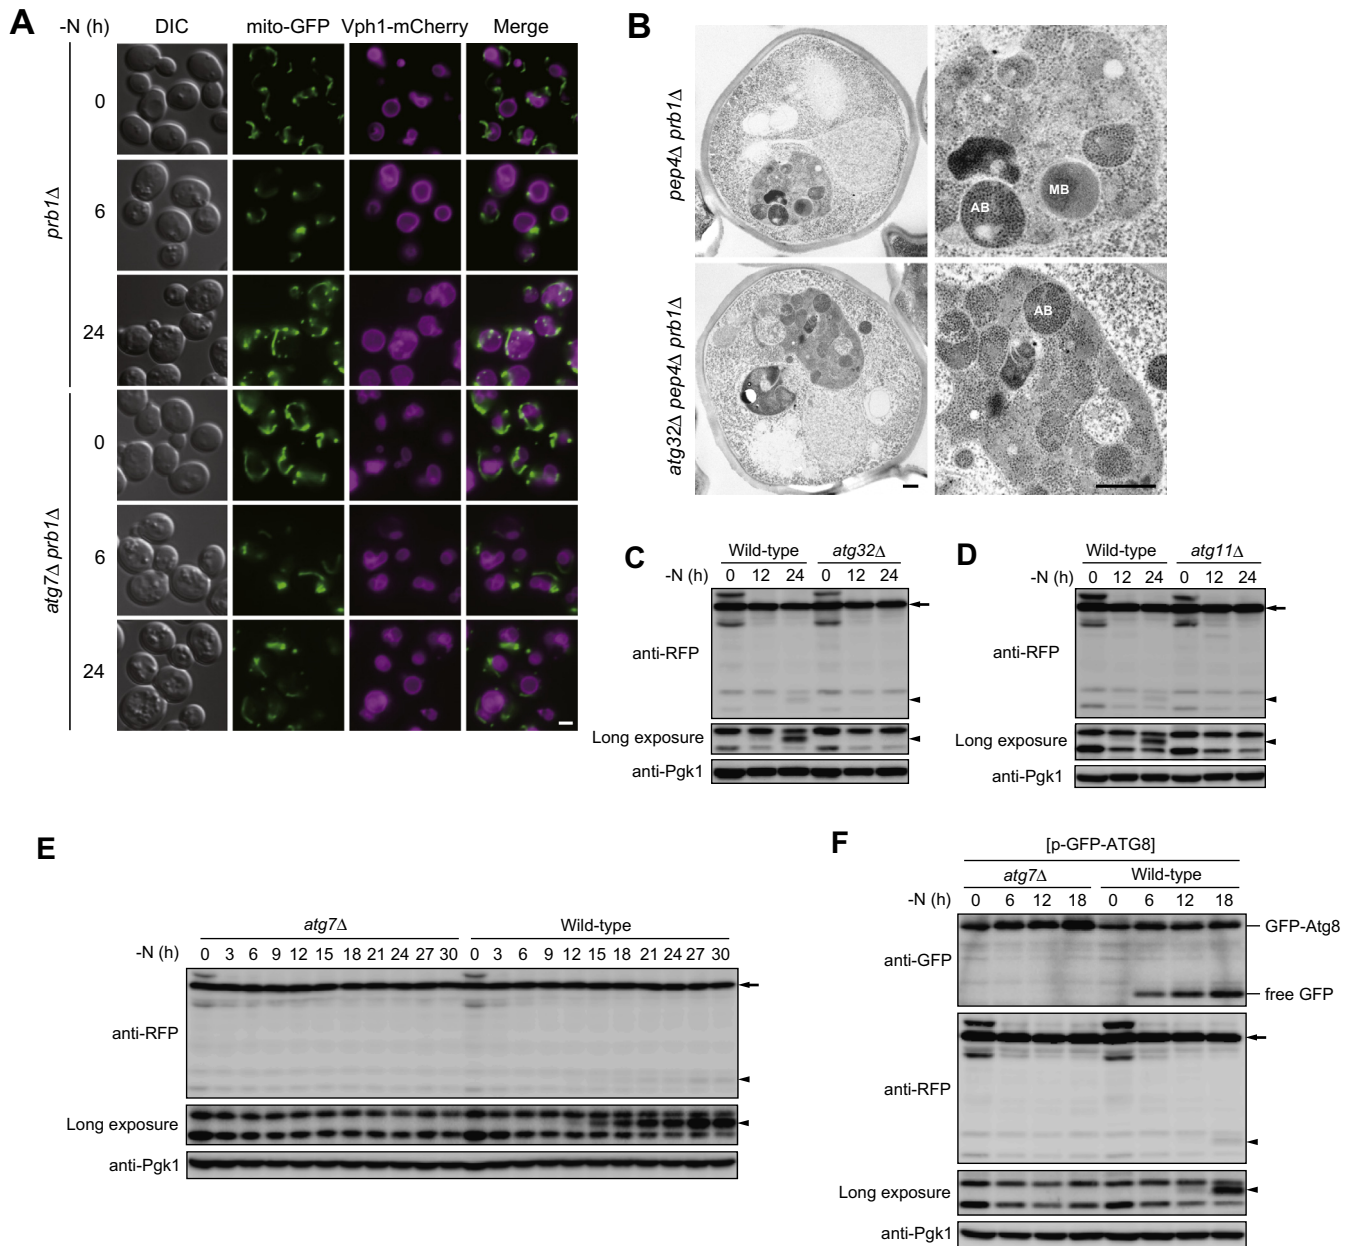 A
-N (h) DIC mito-GFP Vph1-mCherry Merge
prb1Δ
0
6
24
atg7Δ prb1Δ
0
6
24
B
pep4Δ prb1Δ
AB MB
atg32Δ pep4Δ prb1Δ
AB
C
Wild-type atg32Δ
-N (h) 0 12 24 0 12 24
anti-RFP
Long exposure
anti-Pgk1
D
Wild-type atg11Δ
-N (h) 0 12 24 0 12 24
anti-RFP
Long exposure
anti-Pgk1
E
atg7Δ Wild-type
-N (h) 0 3 6 9 12 15 18 21 24 27 30 0 3 6 9 12 15 18 21 24 27 30
anti-RFP
Long exposure
anti-Pgk1
F
[p-GFP-ATG8]
atg7Δ Wild-type
-N (h) 0 6 12 18 0 6 12 18
anti-GFP
GFP-Atg8
free GFP
anti-RFP
Long exposure
anti-Pgk1